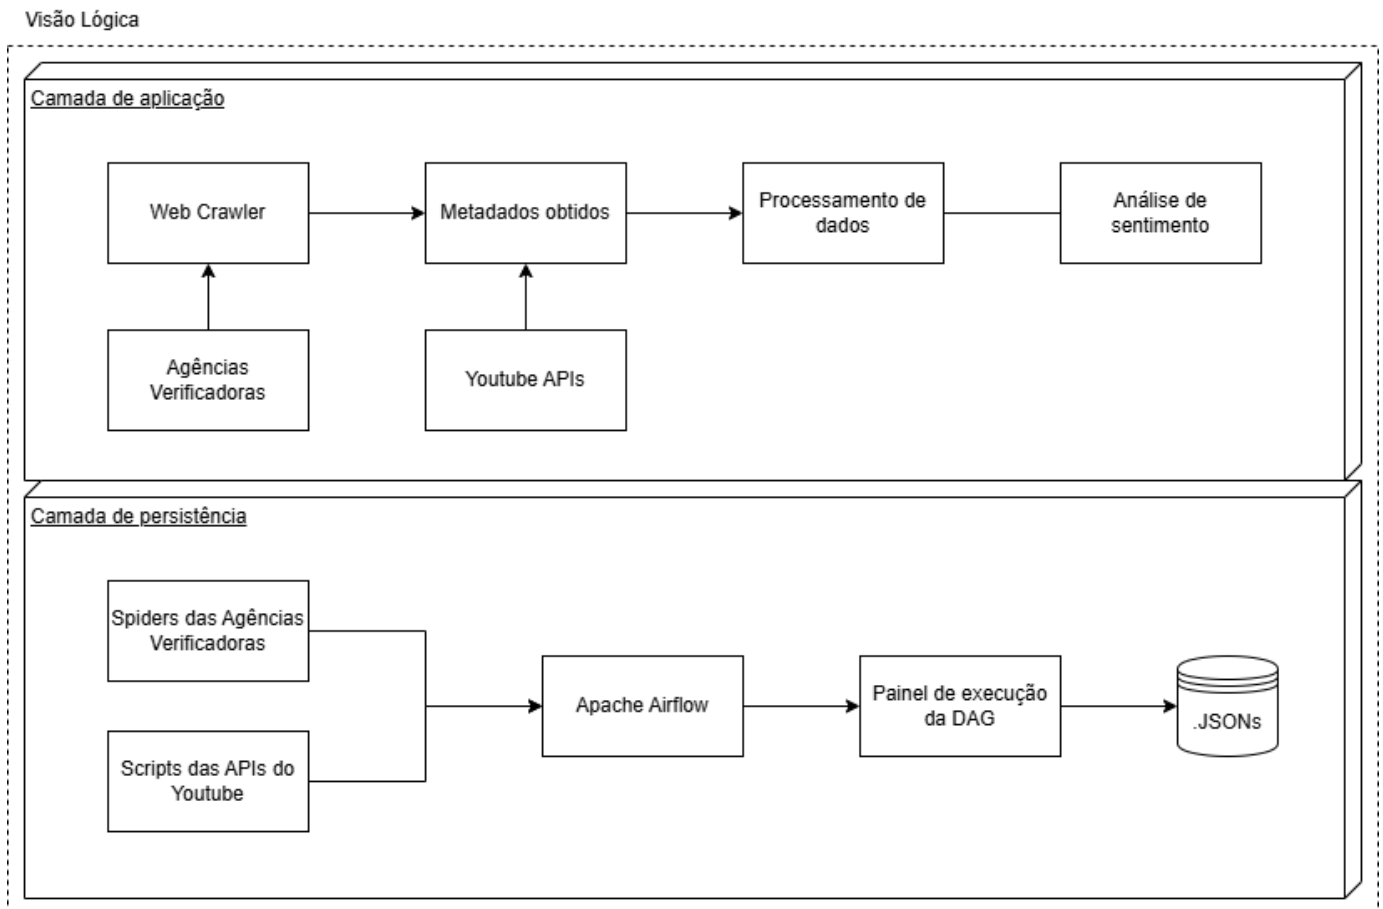 Visão Lógica
Camada de aplicação
Web Crawler
Metadados obtidos
Processamento de
dados
Análise de
sentimento
Agências
Verificadoras
Youtube APIs
Camada de persistência
Spiders das Agências
Verificadoras
Scripts das APIs do
Youtube
Apache Airflow
Painel de execução
da DAG
.JSONs